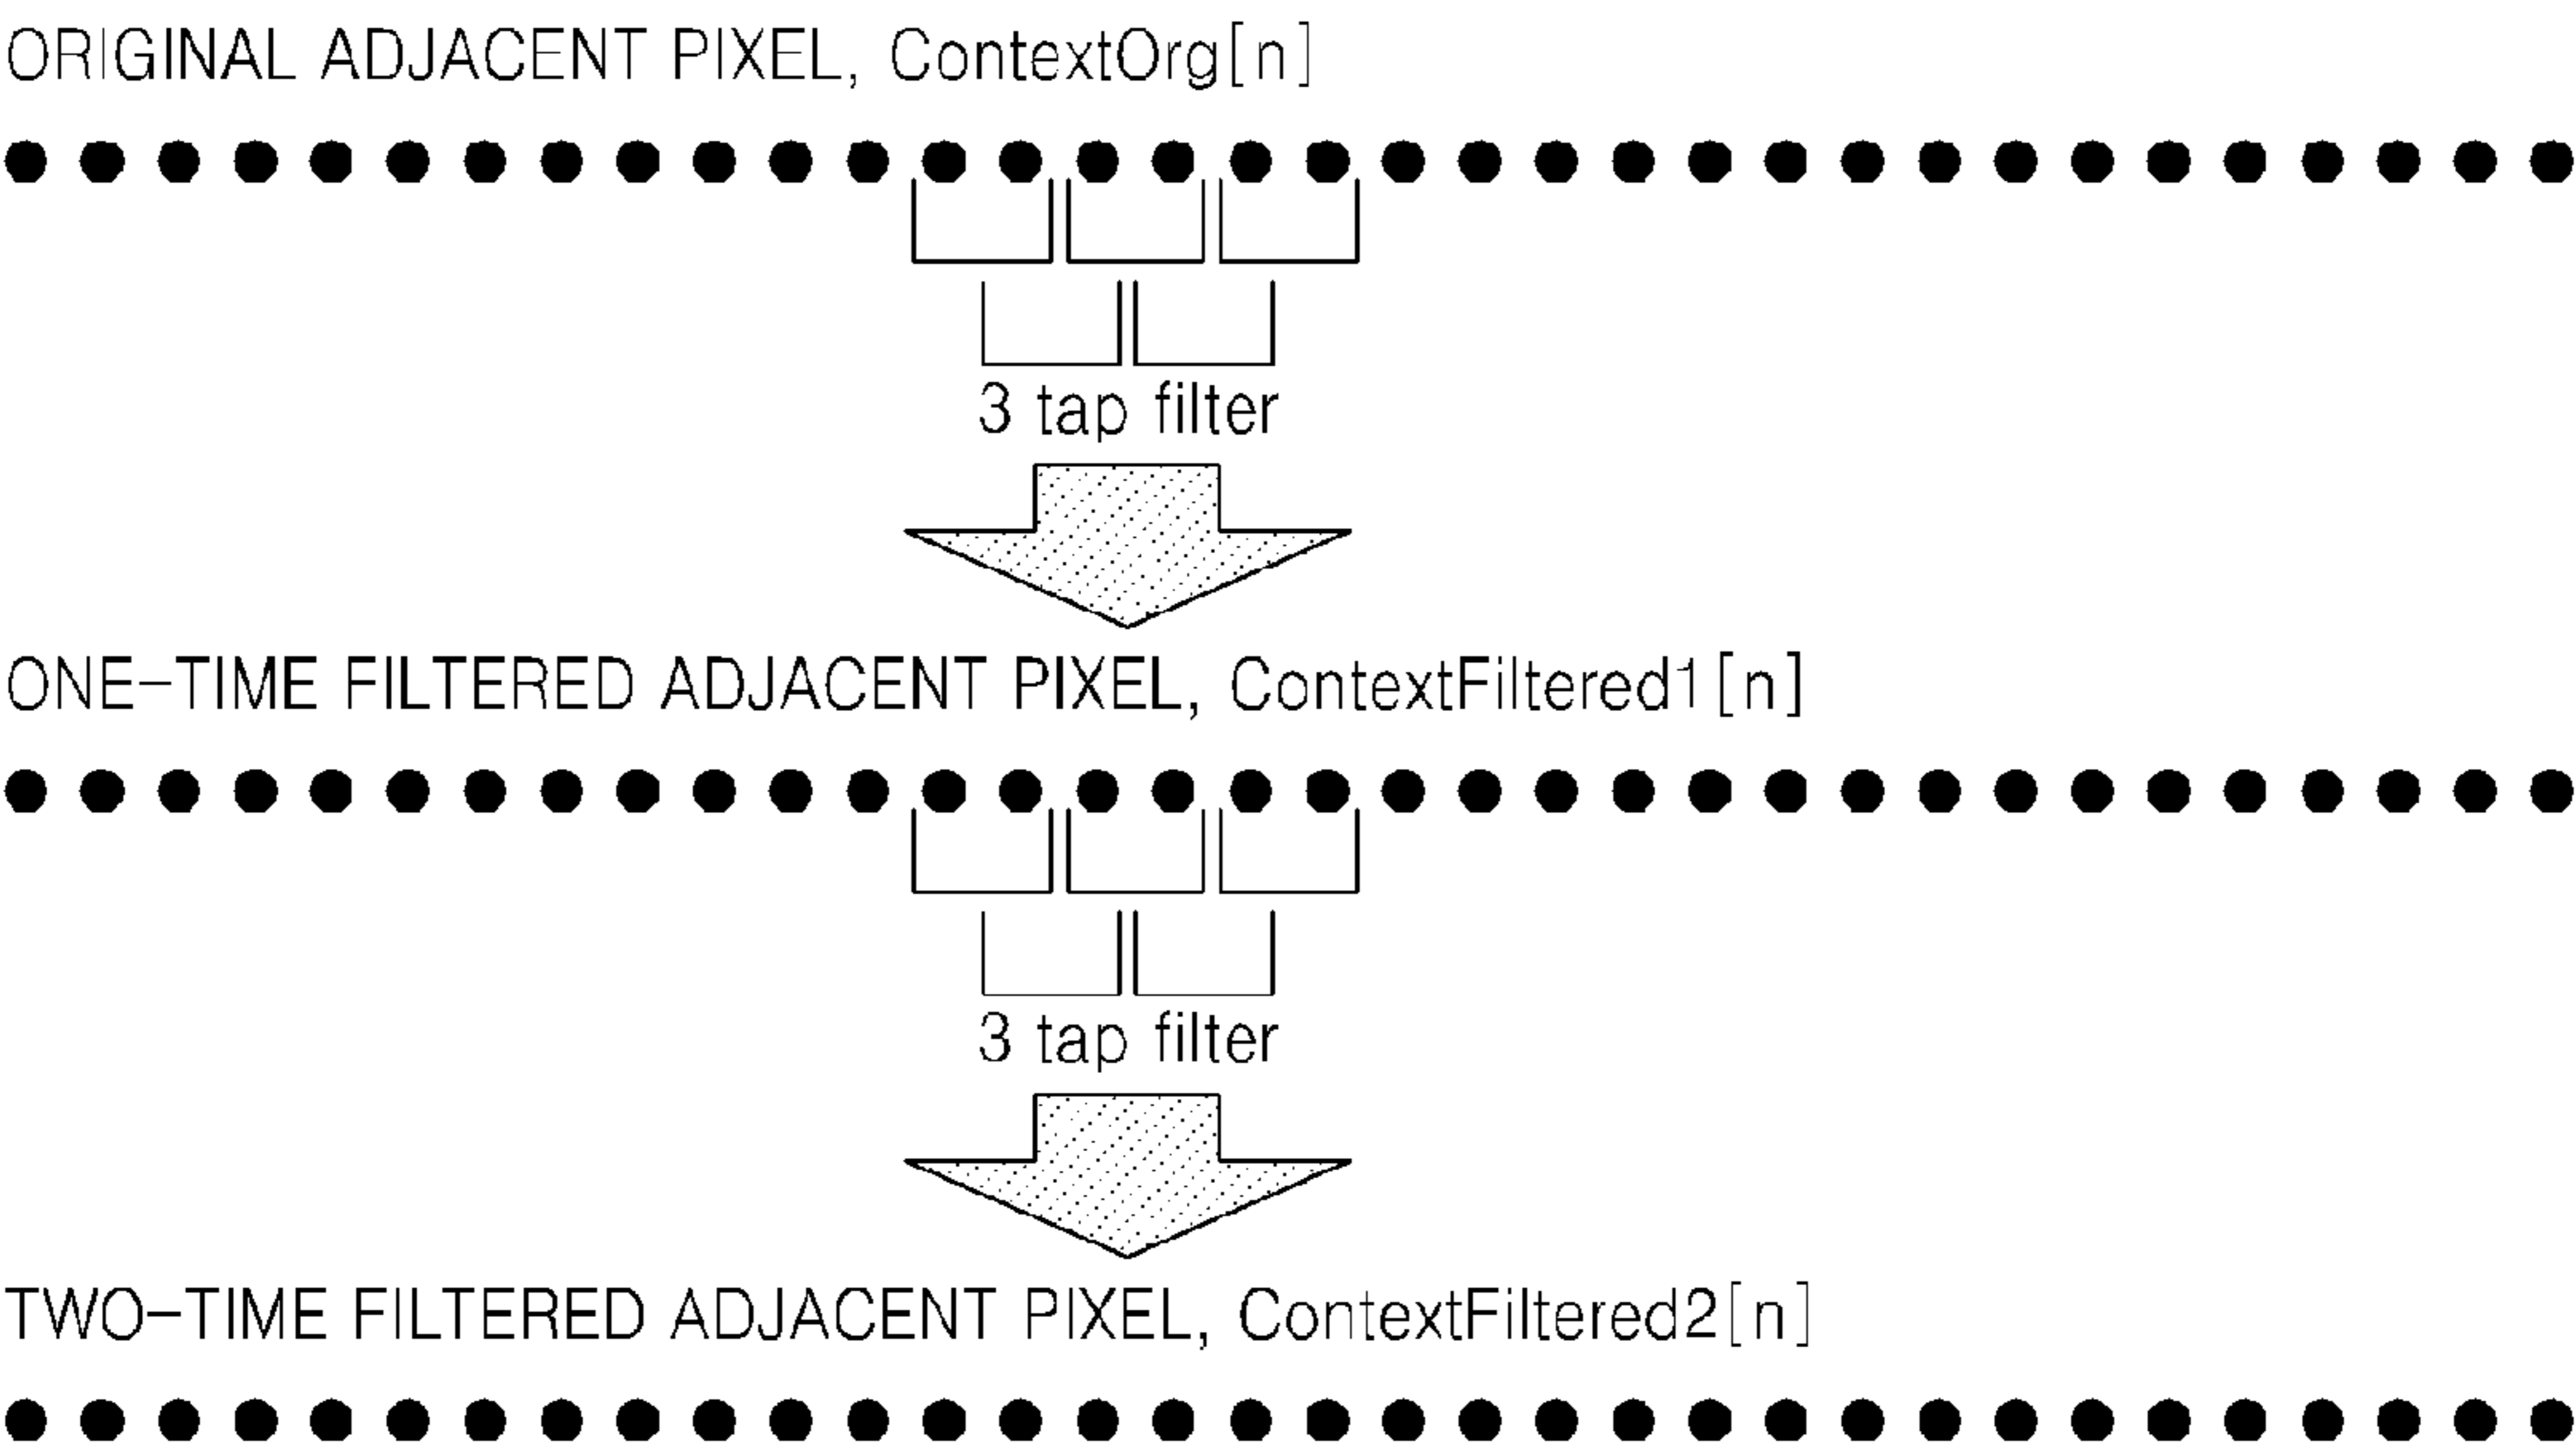 ORIGINAL ADJACENT PIXEL, ContextOrg[n]
3 tap filter
ONE-TIME FILTERED ADJACENT PIXEL, ContextFiltered1[n]
3 tap filter
TWO-TIME FILTERED ADJACENT PIXEL, ContextFiltered2[n]